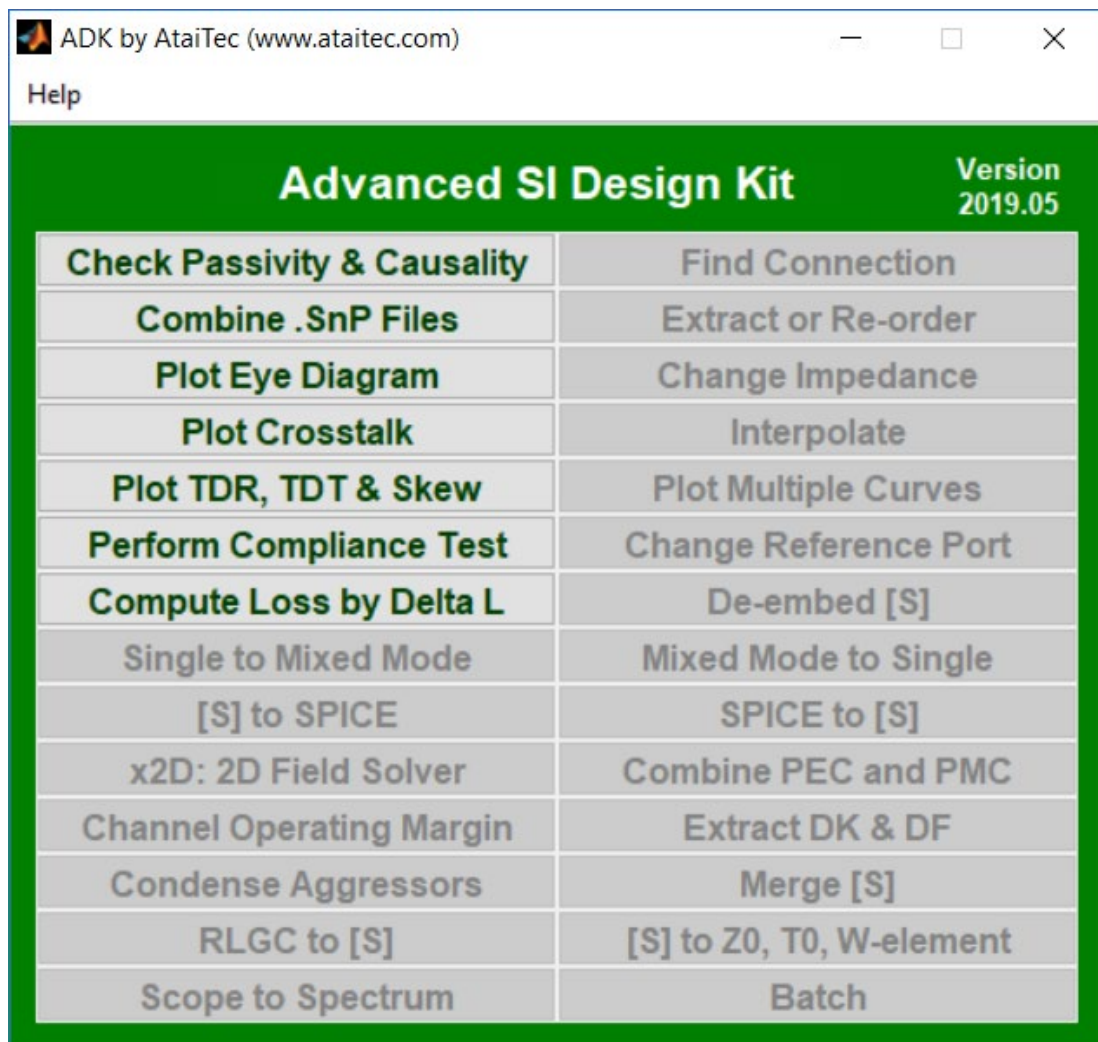 ADK by AtaiTec (www.ataitec.com)
Help
Advanced SI Design Kit
Version
2019.05
Check Passivity & Causality
Find Connection
Combine .SnP Files
Extract or Re-order
Plot Eye Diagram
Change Impedance
Plot Crosstalk
Interpolate
Plot TDR, TDT & Skew
Plot Multiple Curves
Perform Compliance Test
Change Reference Port
Compute Loss by Delta L
De-embed [S]
Single to Mixed Mode
Mixed Mode to Single
[S] to SPICE
SPICE to [S]
x2D: 2D Field Solver
Combine PEC and PMC
Channel Operating Margin
Extract DK & DF
Condense Aggressors
Merge [S]
RLGC to [S]
[S] to Z0, T0, W-element
Scope to Spectrum
Batch